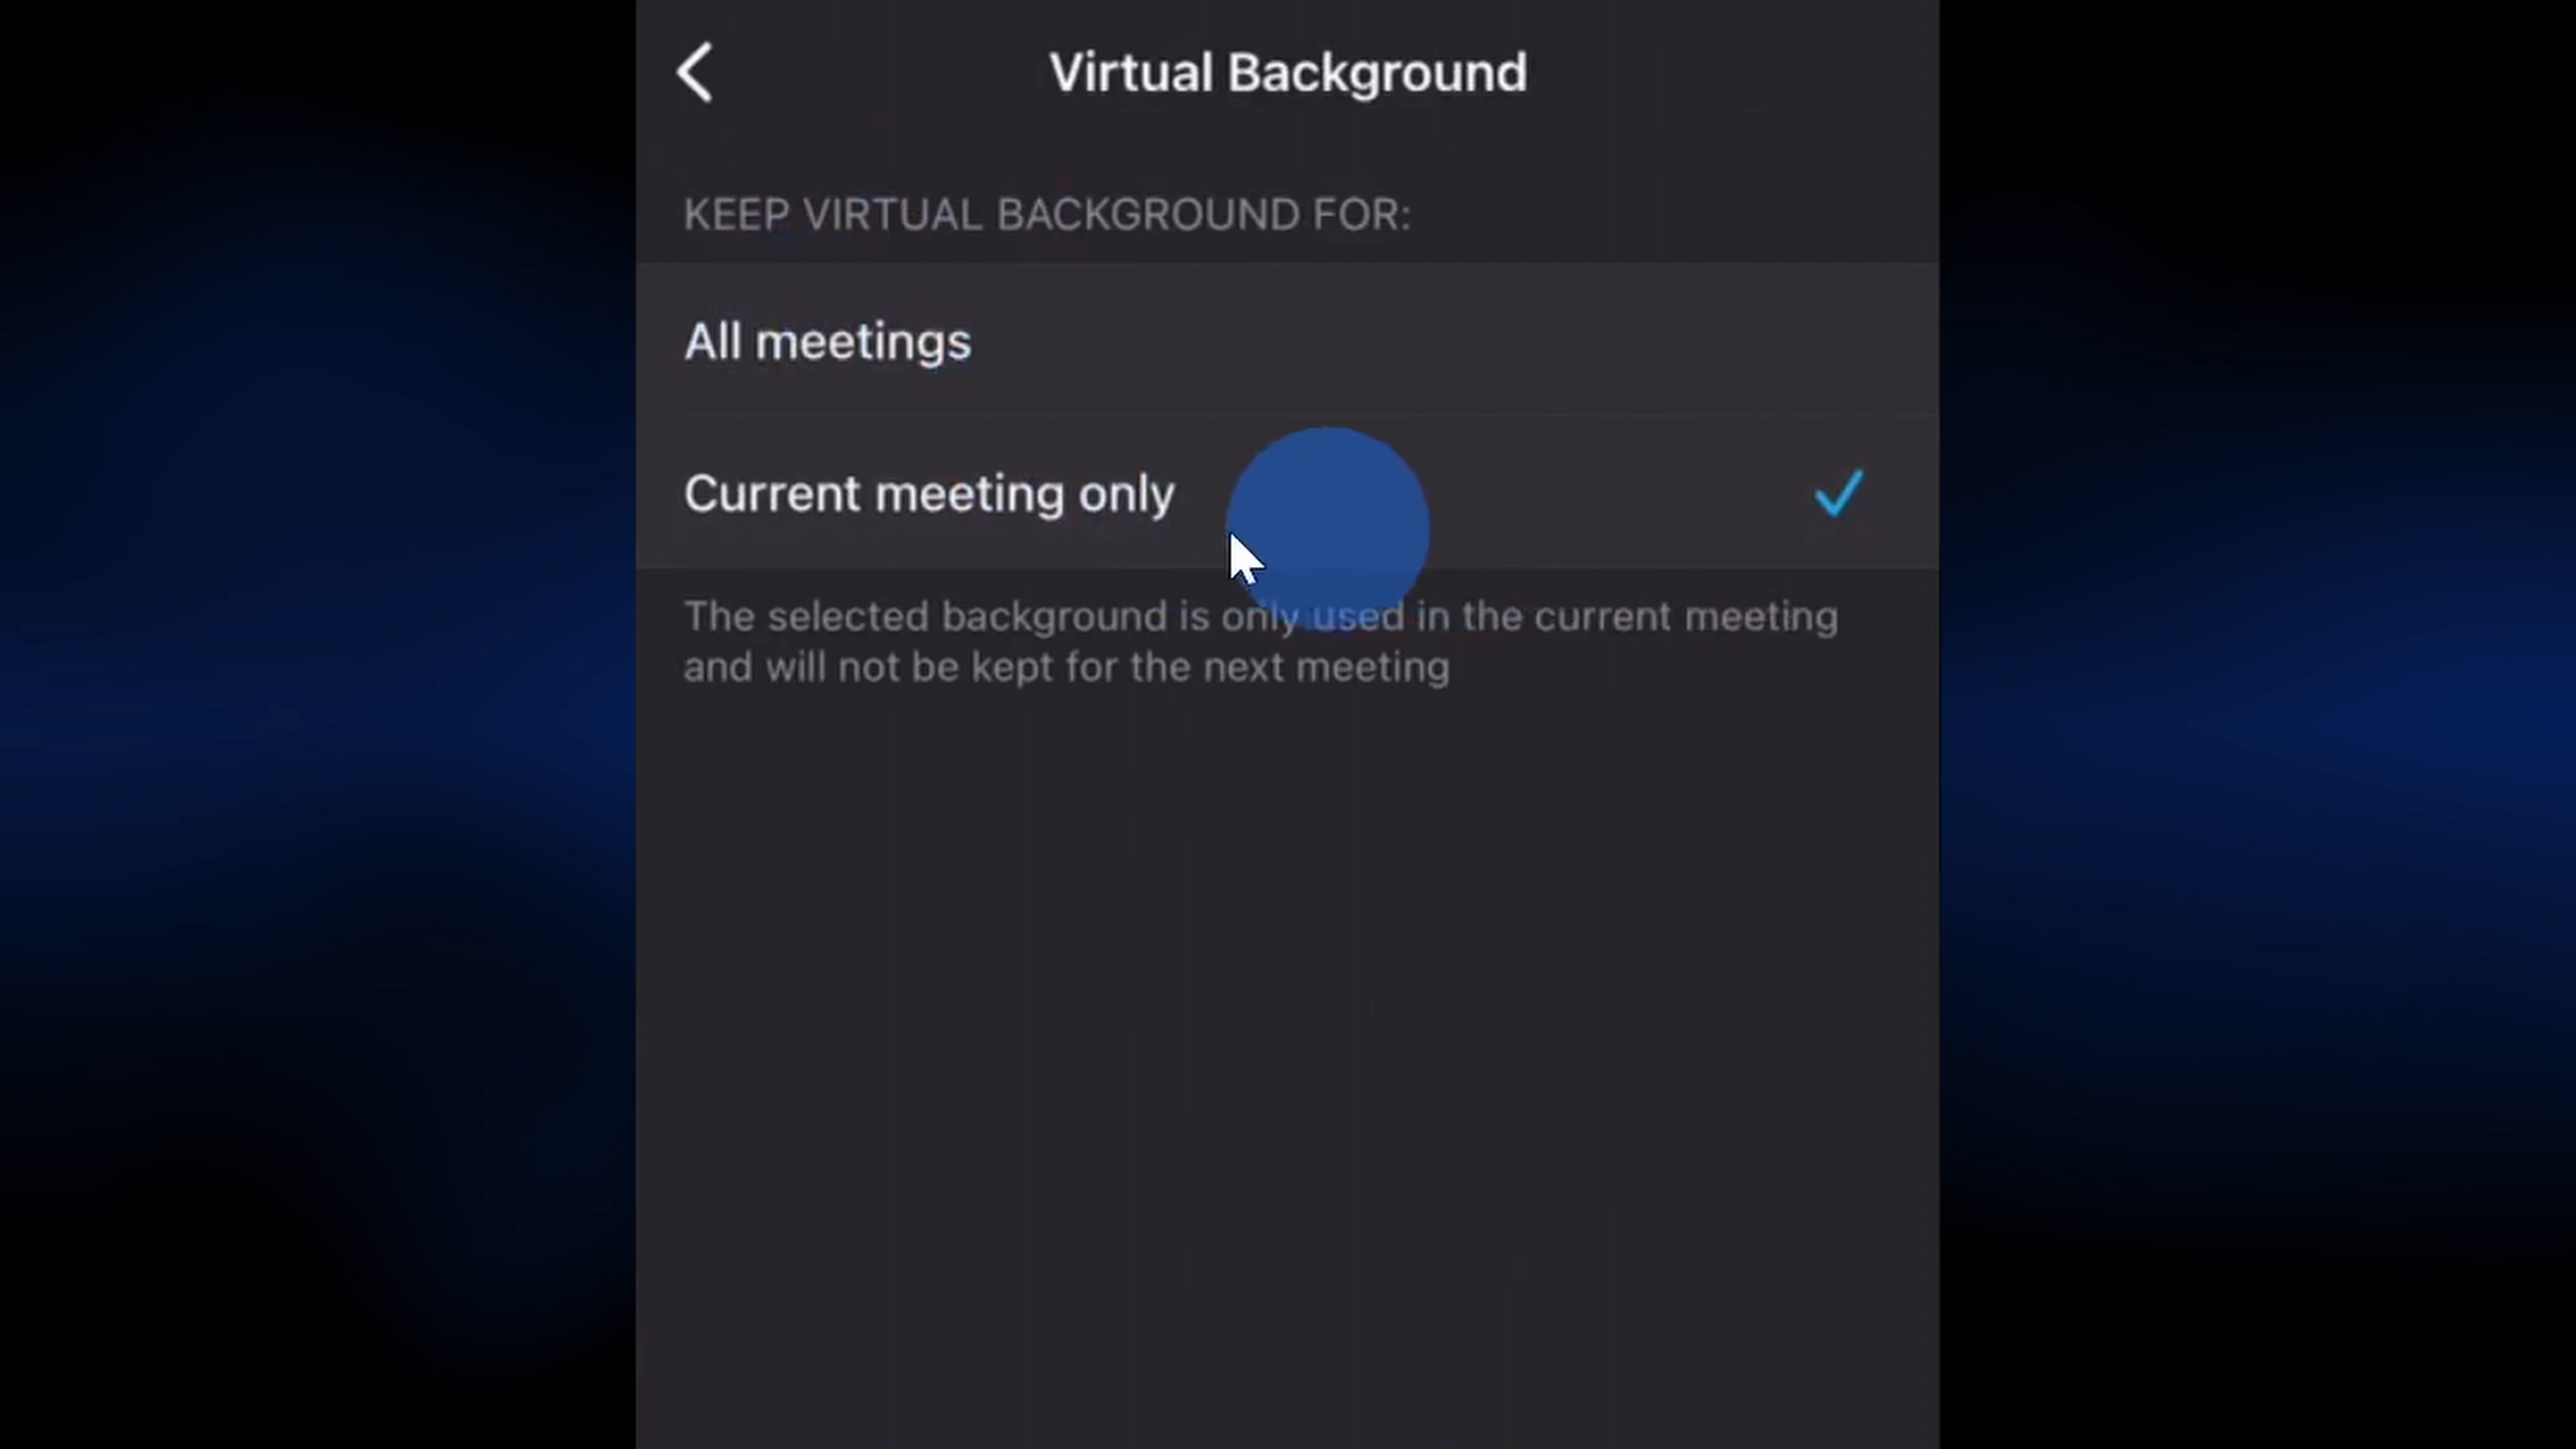 Virtual Background
KEEP VIRTUAL BACKGROUND FOR:
All meetings
Current meeting only
The selected background is only used in the current meeting
and will not be kept for the next meeting